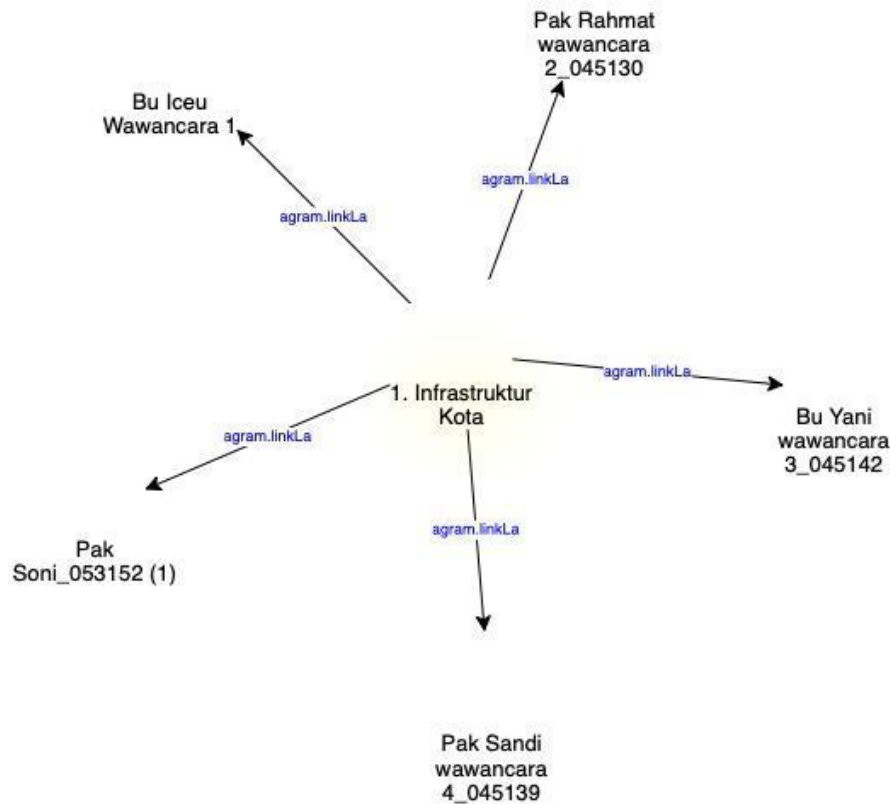 Pak Rahmat
wawancara
2_045130
Bu Iceu
Wawancara 1
agram.linkLa
agram.linkLa
agram.linkLa
1. Infrastruktur
Kota
Bu Yani
wawancara
3_045142
agram.linkLa
agram.linkLa
Pak
Soni_053152 (1)
Pak Sandi
wawancara
4_045139